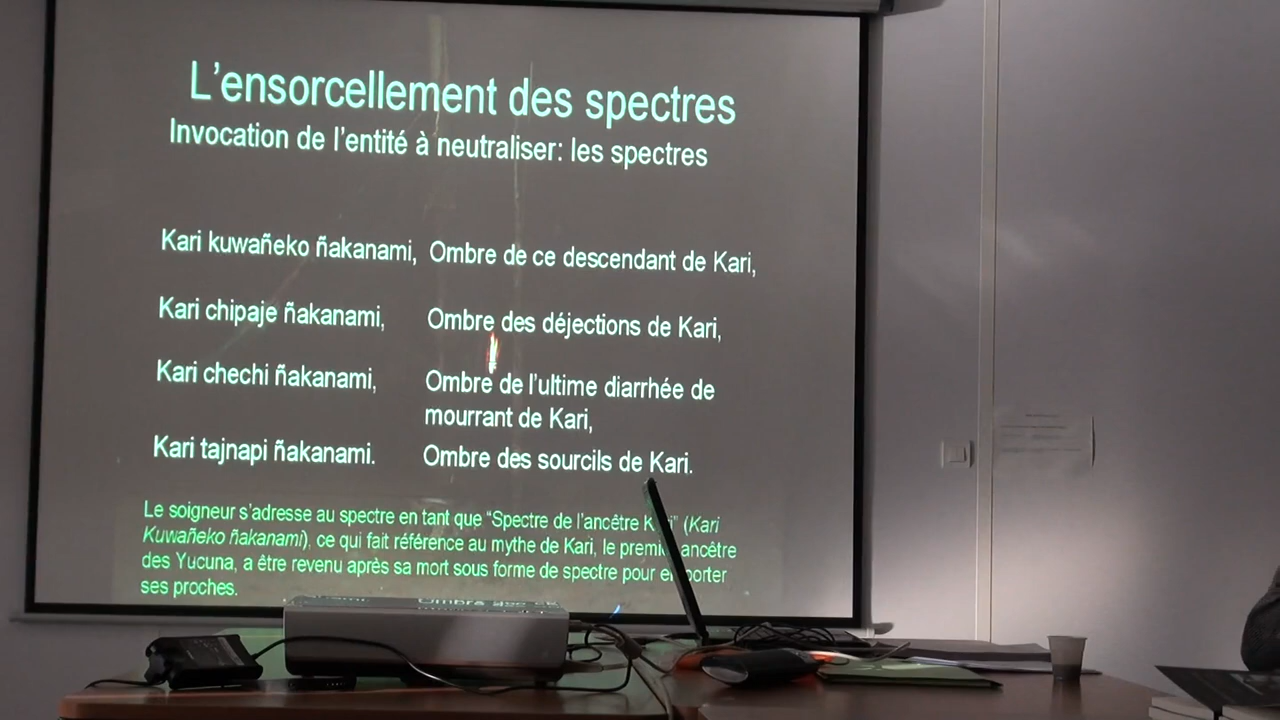 L'ensorcellement des spectres
Invocation de l'entité à neutraliser: les spectres
Kari kuwañeko ñakanami, Ombre de ce descendant de Kari,
Kari chipaje ñakanami, Ombre des déjections de Kari,
Kari chechi ñakanami, Ombre de l'ultime diarrhée de
mourrant de Kari,
Kari tajnapi ñakanami. Ombre des sourcils de Kari.
Le soigneur s'adresse au spectre en tant que “Spectre de l'ancêtre (Kari
Kuwañeko ñakanami), ce qui fait référence au mythe de Kari, le ancêtre
des Yucuna, a être revenu après sa mort sous forme de spectre pour
ses proches.